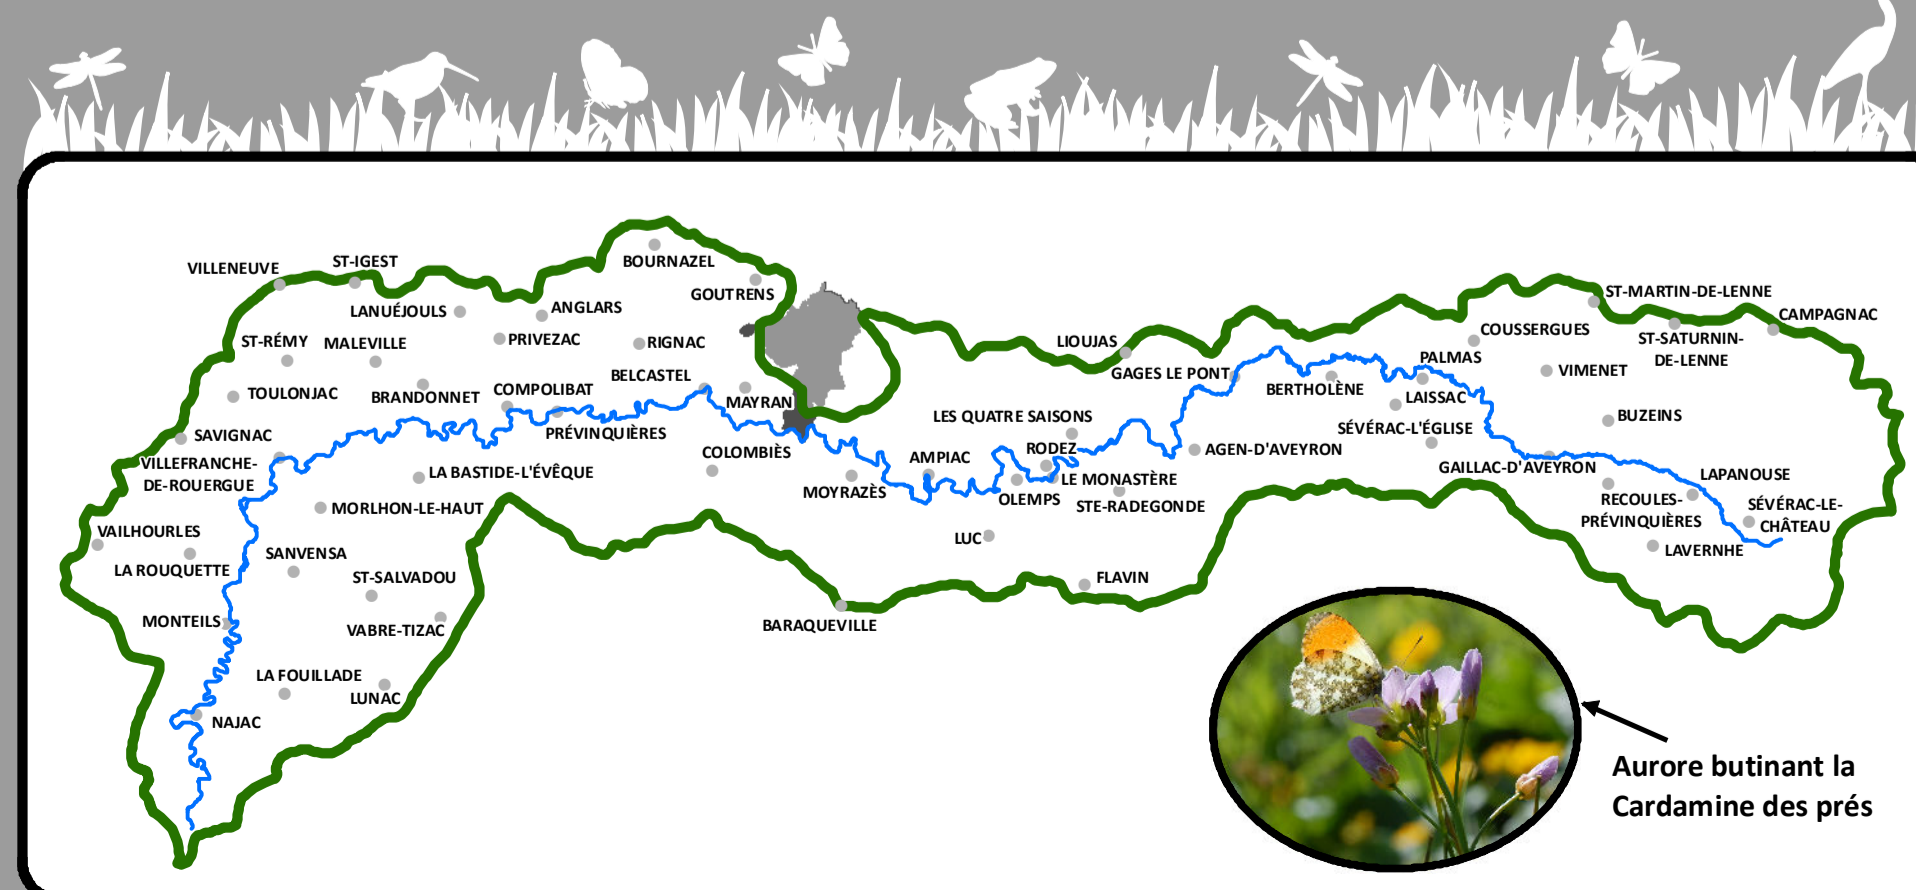 VILLENEUVE
ST-IGEST
BOURNAZEL
GOUTRENS
LANUÉJOULS
ANGLARS
ST-RÉMY
MALEVILLE
PRIVEZAC
RIGNAC
TOULONJAC
BRANDONNET
COMPOLIBAT
BELCASTEL
MAYRAN
SAVIGNAC
PRÉVINQUIÈRES
VILLEFRANCHE-
DE-ROUERGUE
LA BASTIDE-L'ÉVÊQUE
COLOMBIÈS
MORLHON-LE-HAUT
VAILHOURLES
LA ROUQUETTE
SANVENSA
ST-SALVADOU
MONTEILS
VABRE-TIZAC
LA FOUILLADE
LUNAC
NAJAC
BARAQUEVILLE
MOYRAZÈS
AMPIAC
LUC
FLAVIN
LES QUATRE SAISONS
RODEZ
LE MONASTÈRE
OLEMPS
STE-RADEGONDE
LIOUJAS
GAGES LE PONT
AGEN-D'AVEYRON
BERTHOLÈNE
PALMAS
LAISSAC
SÉVÉRAC-L'ÉGLISE
GAILLAC-D'AVEYRON
COUSSERGUES
ST-MARTIN-DE-LENNE
CAMPAGNAC
ST-SATURNIN-
DE-LENNE
VIMENET
BUZEINS
LAPANOUSE
RECOULES-
PRÉVINQUIÈRES
SÉVÉRAC-LE-
CHÂTEAU
LAVERNHE
Aurore butinant la
Cardamine des prés